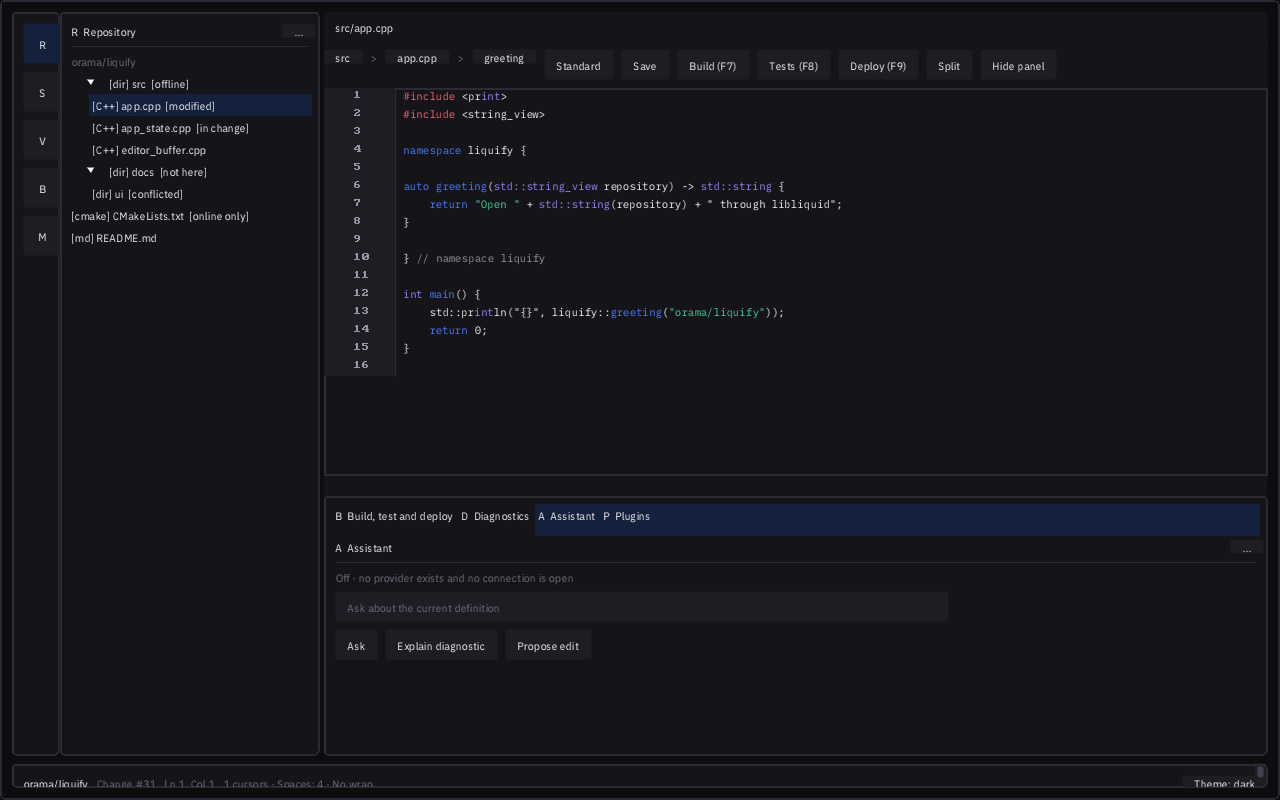 R
S
V
B
M
R Repository
...
orama/liquify
[dir] src [offline]
[C++] app.cpp [modified]
[C++] app_state.cpp [in change]
[C++] editor_buffer.cpp
[dir] docs [not here]
[dir] ui [conflicted]
[cmake] CMakeLists.txt [online only]
[md] README.md
src/app.cpp
src > app.cpp > greeting Standard Save Build (F7) Tests (F8) Deploy (F9) Split Hide panel
1 #include <print>
2 #include <string_view>
3
4 namespace liquify {
5
6 auto greeting(std::string_view repository) -> std::string {
7 return "Open " + std::string(repository) + " through libliquid";
8 }
9
10 } // namespace liquify
11
12 int main() {
13 std::println("{}", liquify::greeting("orama/liquify"));
14 return 0;
15 }
16
B Build, test and deploy D Diagnostics A Assistant P Plugins
A Assistant ...
Off - no provider exists and no connection is open
Ask about the current definition
Ask Explain diagnostic Propose edit
orama/liquify Change #31 Ln 1, Col 1 1 cursors - Spaces: 4 - No wrap Theme: dark